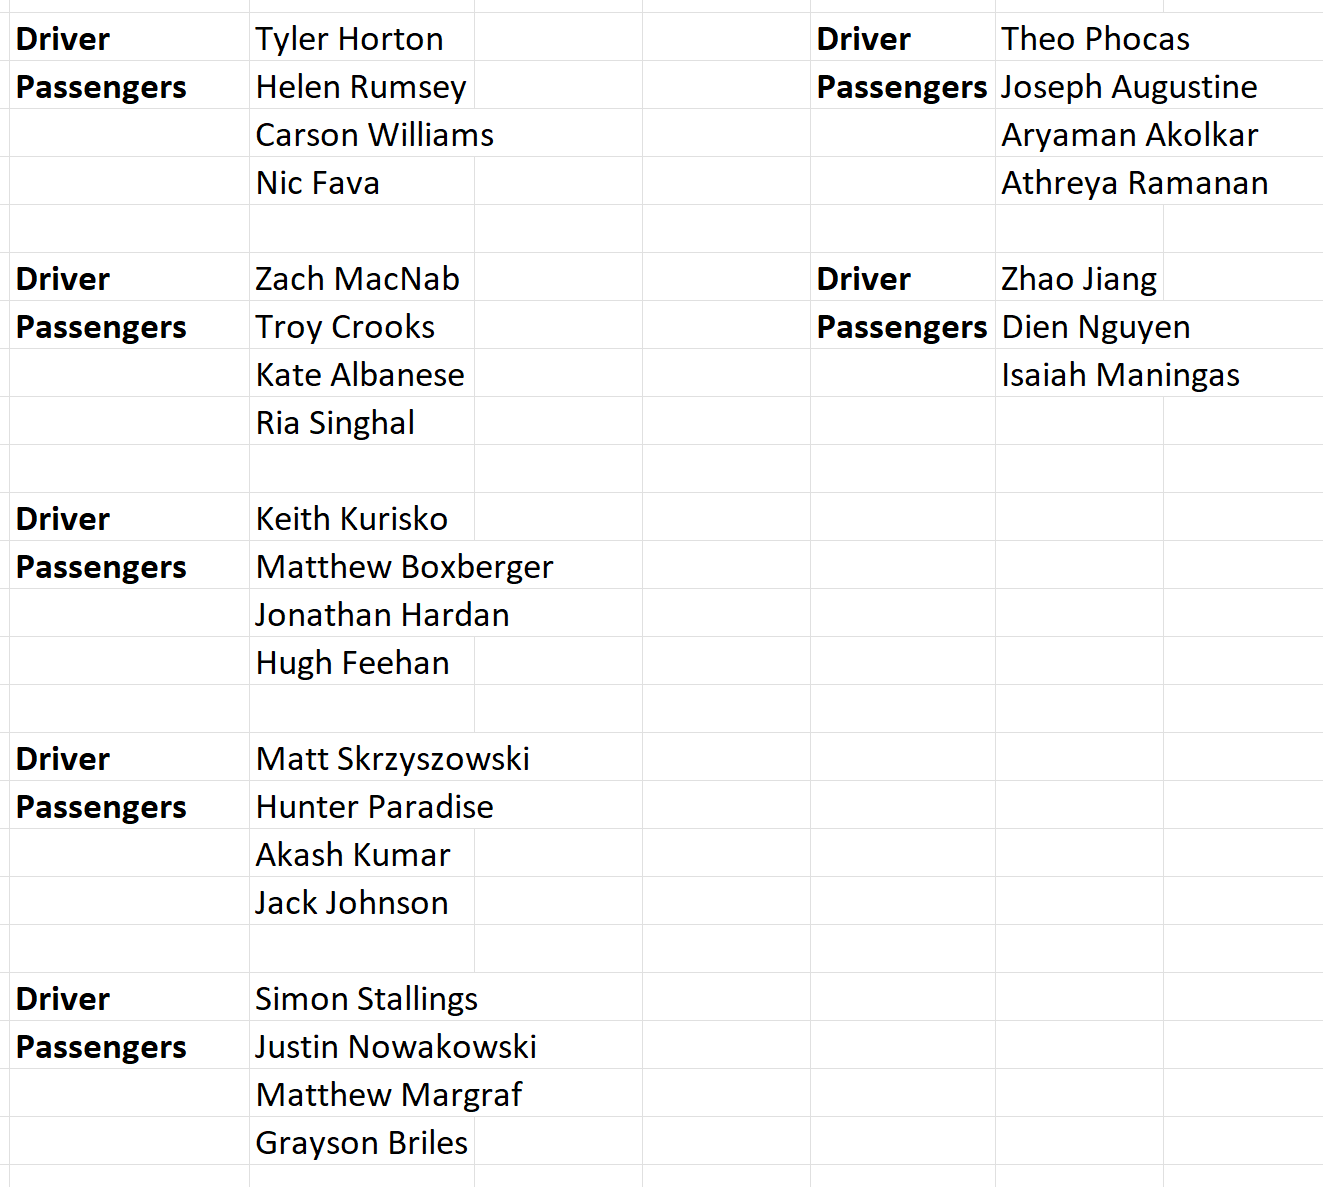 Driver Tyler Horton
Passengers Helen Rumsey
Carson Williams
Nic Fava
Driver Zach MacNab
Passengers Troy Crooks
Kate Albanese
Ria Singhal
Driver Keith Kurisko
Passengers Matthew Boxberger
Jonathan Hardan
Hugh Feehan
Driver Matt Skrzyszowski
Passengers Hunter Paradise
Akash Kumar
Jack Johnson
Driver Simon Stallings
Passengers Justin Nowakowski
Matthew Margraf
Grayson Briles
Driver Theo Phocas
Passengers Joseph Augustine
Aryaman Akolkar
Athreya Ramanan
Driver Zhao Jiang
Passengers Dien Nguyen
Isaiah Maningas